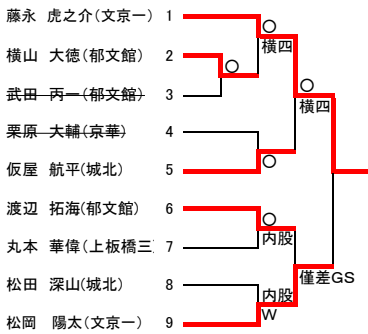 藤永 虎之介(文京一) 1
横四
横山 大徳(郁文館) 2
武田 丙一(郁文館) 3
横四
栗原 大輔(京華) 4
仮屋 航平(城北) 5
渡辺 拓海(郁文館) 6
内股
丸本 華偉(上板橋三 7
僅差GS
松田 深山(城北) 8
内股
W
松岡 陽太(文京一) 9